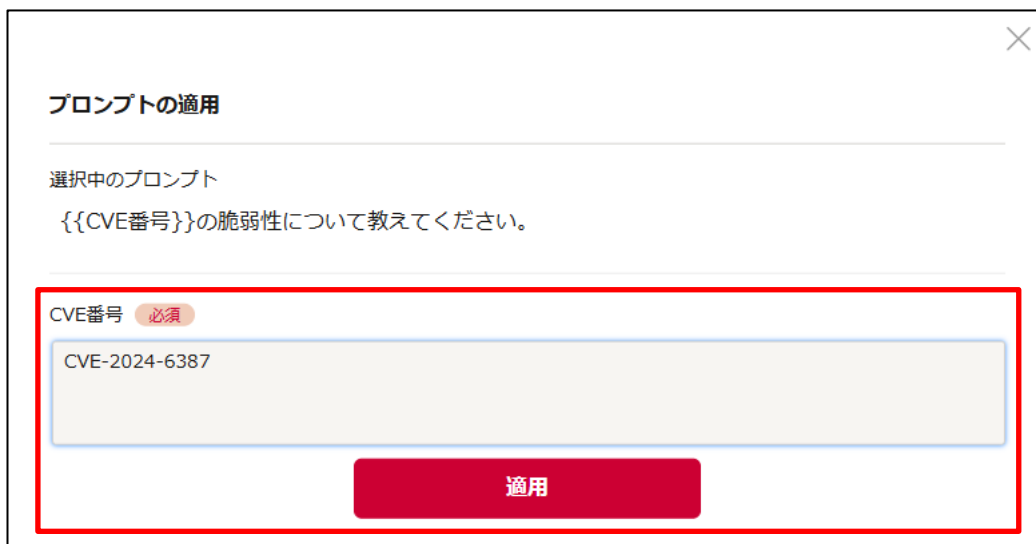 プロンプトの適用
選択中のプロンプト
{{CVE番号}}の脆弱性について教えてください。
CVE番号 必須
CVE-2024-6387
適用